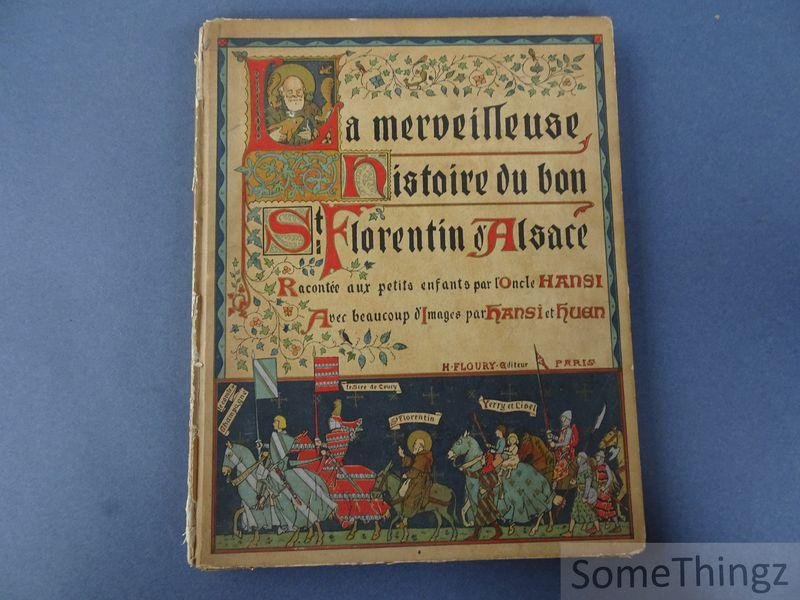 La merveilleuse
histoire du bon
St. Florentin d'Alsace
Racontée aux petits enfants par l'Oncle HANSI
Avec beaucoup d'Images par Hansi et Huen
H. FLOURY. Editeur PARIS.
le Sire de Coucy
St Florentin
Yerry et Lisel
SomeThingz